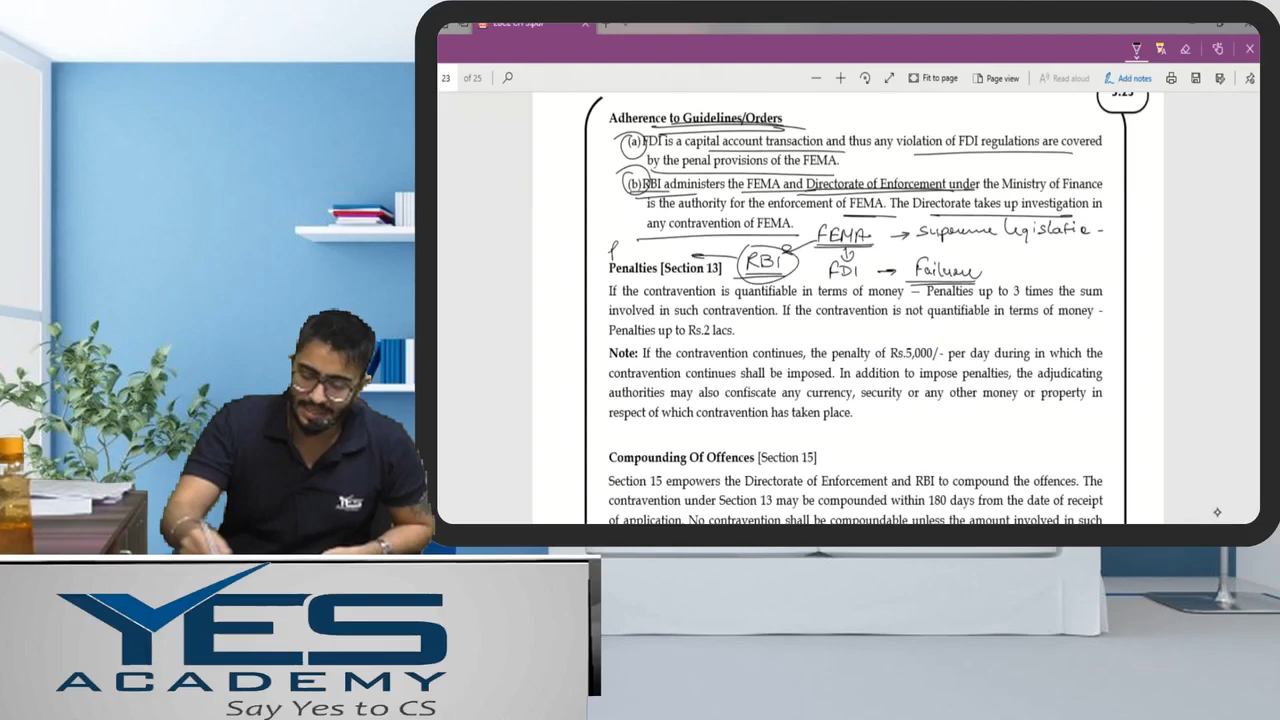 23 of 25
Fit to page
Page view
Read aloud
Add notes
Adherence to Guidelines/Orders
(a) FDI is a capital account transaction and thus any violation of FDI regulations are covered
by the penal provisions of the FEMA.
(b) RBI administers the FEMA and Directorate of Enforcement under the Ministry of Finance
is the authority for the enforcement of FEMA. The Directorate takes up investigation in
any contravention of FEMA.
FEMA → supreme legislatie -
RBI
FDI → Failure
Penalties [Section 13]
If the contravention is quantifiable in terms of money – Penalties up to 3 times the sum
involved in such contravention. If the contravention is not quantifiable in terms of money -
Penalties up to Rs.2 lacs.
Note: If the contravention continues, the penalty of Rs.5,000/- per day during in which the
contravention continues shall be imposed. In addition to impose penalties, the adjudicating
authorities may also confiscate any currency, security or any other money or property in
respect of which contravention has taken place.
Compounding Of Offences [Section 15]
Section 15 empowers the Directorate of Enforcement and RBI to compound the offences. The
contravention under Section 13 may be compounded within 180 days from the date of receipt
of application. No contravention shall be compoundable unless the amount involved in such
YES
YES
ACADEMY
Say Yes to CS